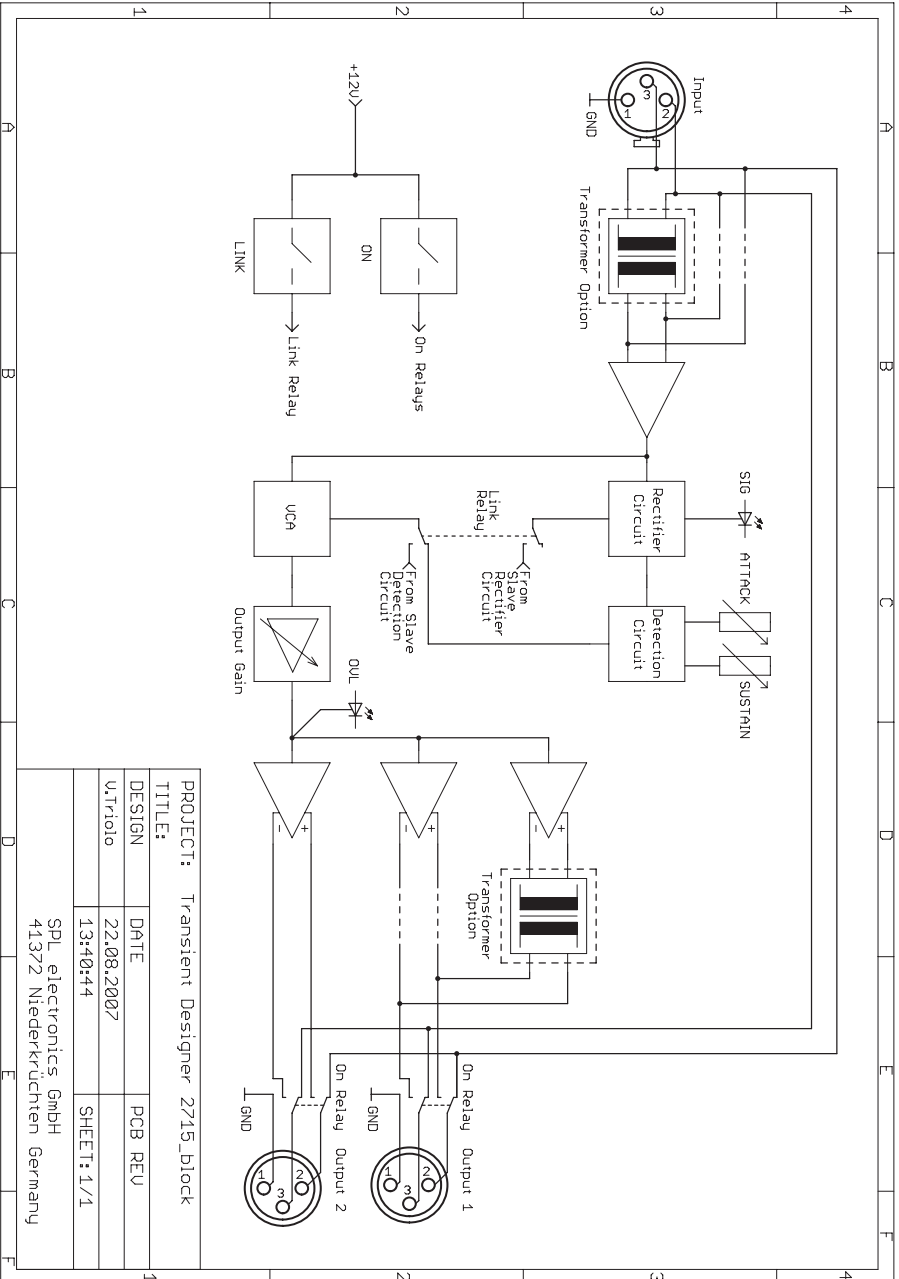 A
B
C
D
E
F
4
3
2
1
Input
3
2
1
GND
Transformer Option
SIG
ATTACK
SUSTAIN
Rectifier
Circuit
Detection
Circuit
Link
Relay
From
Slave
Rectifier
Circuit
From Slave
Detection
Circuit
+12V
ON
On Relays
LINK
Link Relay
VCA
Output Gain
OVL
+
-
+
-
+
-
Transformer
Option
On Relay
Output 1
2
3
1
GND
On Relay
Output 2
2
3
1
GND
PROJECT: Transient Designer 2715_block
TITLE:
DESIGN
DATE
PCB REV
V.Triolo
22.08.2007
13:40:44
SHEET: 1/1
SPL electronics GmbH
41372 Niederkrüchten Germany
4
3
2
1
A
B
C
D
E
F